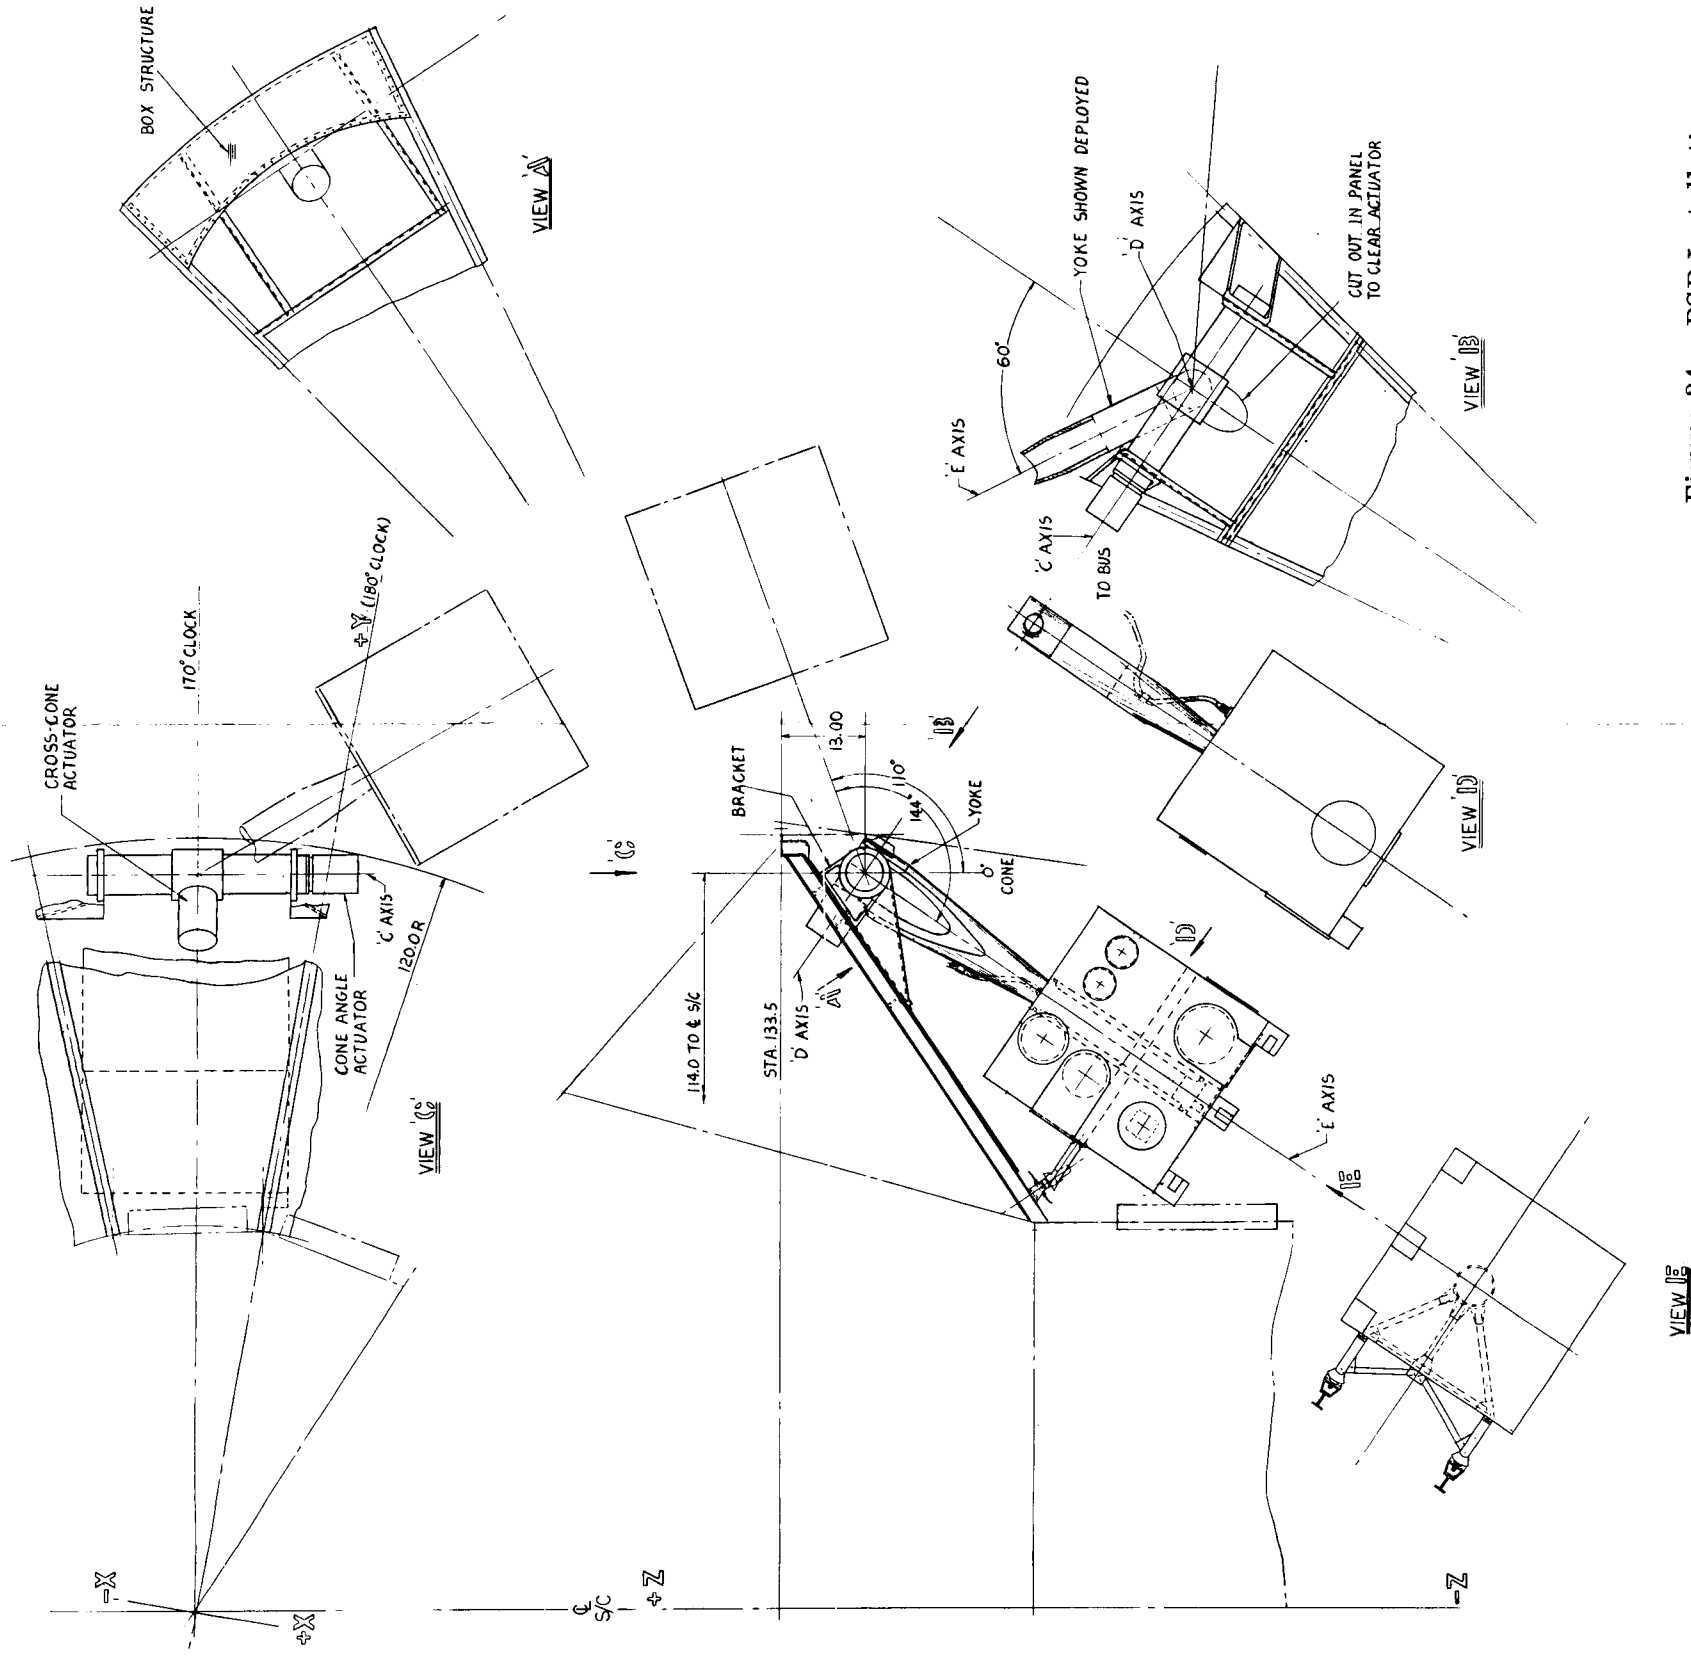 BOX STRUCTURE
VIEW 'A'
CROSS-CONE
ACTUATOR
170° CLOCK
+Y (180° CLOCK)
'C' AXIS
120.0R
CONE ANGLE
ACTUATOR
VIEW 'C'
-X
+X
'C'
BRACKET
13.00
'B'
110°
144°
YOKE
0°
CONE
114.0 TO ℄ S/C
STA. 133.5
'D' AXIS
'A'
'D'
'E' AXIS
'E'
℄
S/C
+Z
-Z
YOKE SHOWN DEPLOYED
'D' AXIS
60°
'E' AXIS
'C' AXIS
TO BUS
CUT OUT IN PANEL
TO CLEAR ACTUATOR
VIEW 'B'
VIEW 'D'
VIEW 'E'